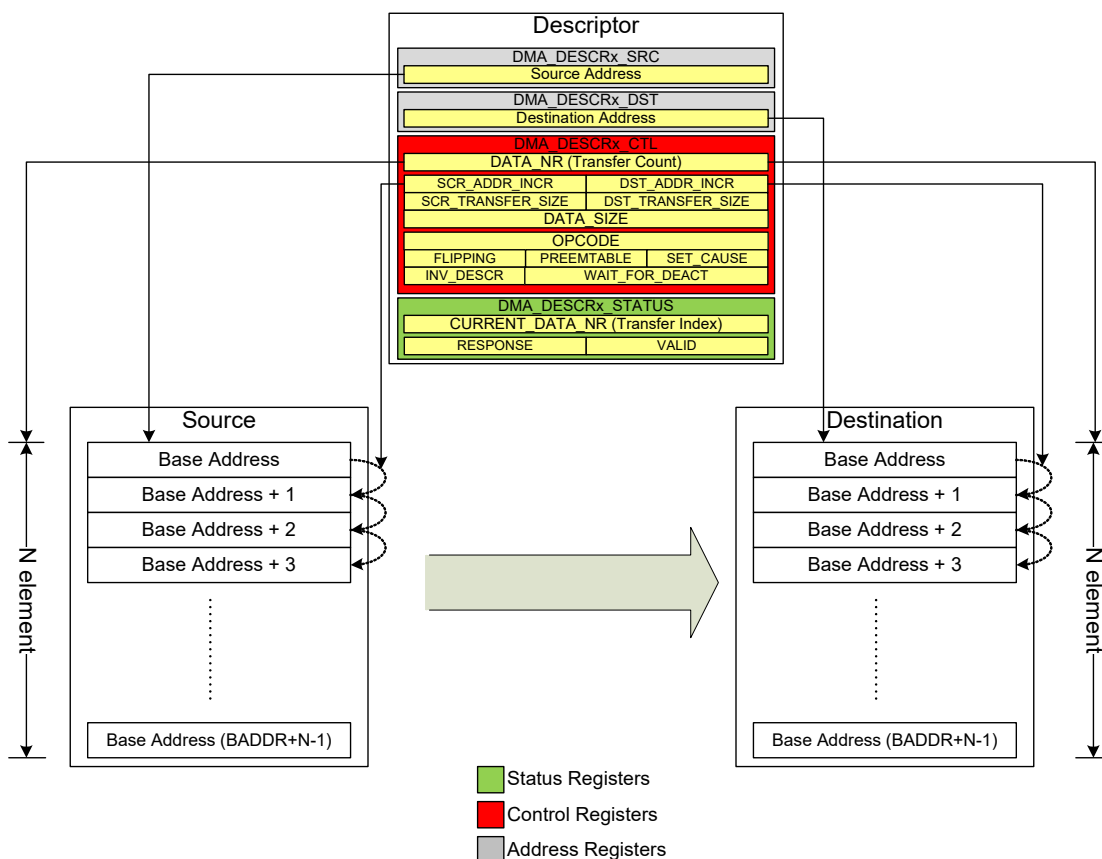 Descriptor
DMA_DESCRx_SRC
Source Address
DMA_DESCRx_DST
Destination Address
DMA_DESCRx_CTL
DATA_NR (Transfer Count)
SCR_ADDR_INCR DST_ADDR_INCR
SCR_TRANSFER_SIZE DST_TRANSFER_SIZE
DATA_SIZE
OPCODE
FLIPPING PREEMTABLE SET_CAUSE
INV_DESCR WAIT_FOR_DEACT
DMA_DESCRx_STATUS
CURRENT_DATA_NR (Transfer Index)
RESPONSE VALID
Source
Base Address
Base Address + 1
Base Address + 2
Base Address + 3
Base Address (BADDR+N-1)
N element
Destination
Base Address
Base Address + 1
Base Address + 2
Base Address + 3
Base Address (BADDR+N-1)
N element
Status Registers
Control Registers
Address Registers